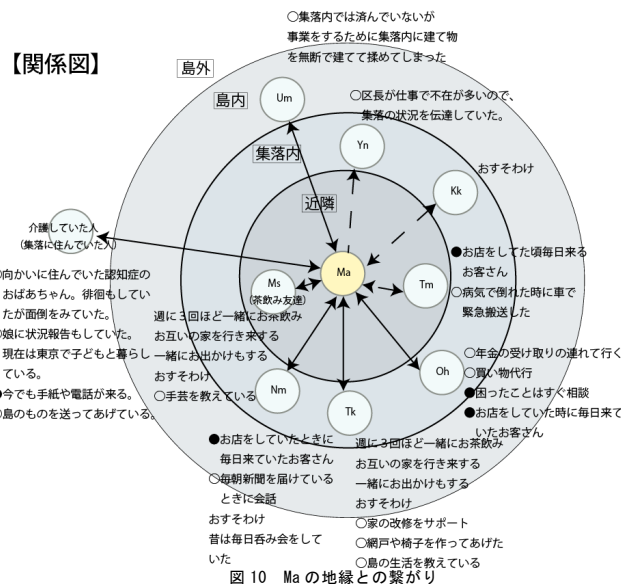 ○集落内では済んでいないが
事業をするために集落内に建て物
を無断で建てて揉めてしまった
【関係図】
島外
島内
Um
○区長が仕事で不在が多いので、
集落の状況を伝達していた。
集落内
Yn
おすそわけ
Kk
近隣
介護していた人
(集落に住んでいた人)
Ma
●お店をしてた頃毎日来る
お客さん
○病気で倒れた時に車で
緊急搬送した
Tm
Ms
(茶飲み友達)
○向かいに住んでいた認知症の
おばあちゃん。徘徊もしてい
たが面倒をみていた。
○娘に状況報告もしていた。
現在は東京で子どもと暮らし
ている。
●今でも手紙や電話が来る。
○島のものを送ってあげている。
週に3回ほど一緒にお茶飲み
お互いの家を行き来する
一緒にお出かけもする
おすそわけ
○手芸を教えている
Nm
Tk
Oh
○年金の受け取りの連れて行く
○買い物代行
●困ったことはすぐ相談
●お店をしていた時に毎日来て
いたお客さん
●お店をしていたときに
毎日来ていたお客さん
○毎朝新聞を届けている
ときに会話
おすそわけ
昔は毎日呑み会をして
いた
週に3回ほど一緒にお茶飲み
お互いの家を行き来する
一緒にお出かけもする
おすそわけ
○家の改修をサポート
○網戸や椅子を作ってあげた
○島の生活を教えている
図10 Maの地縁との繋がり